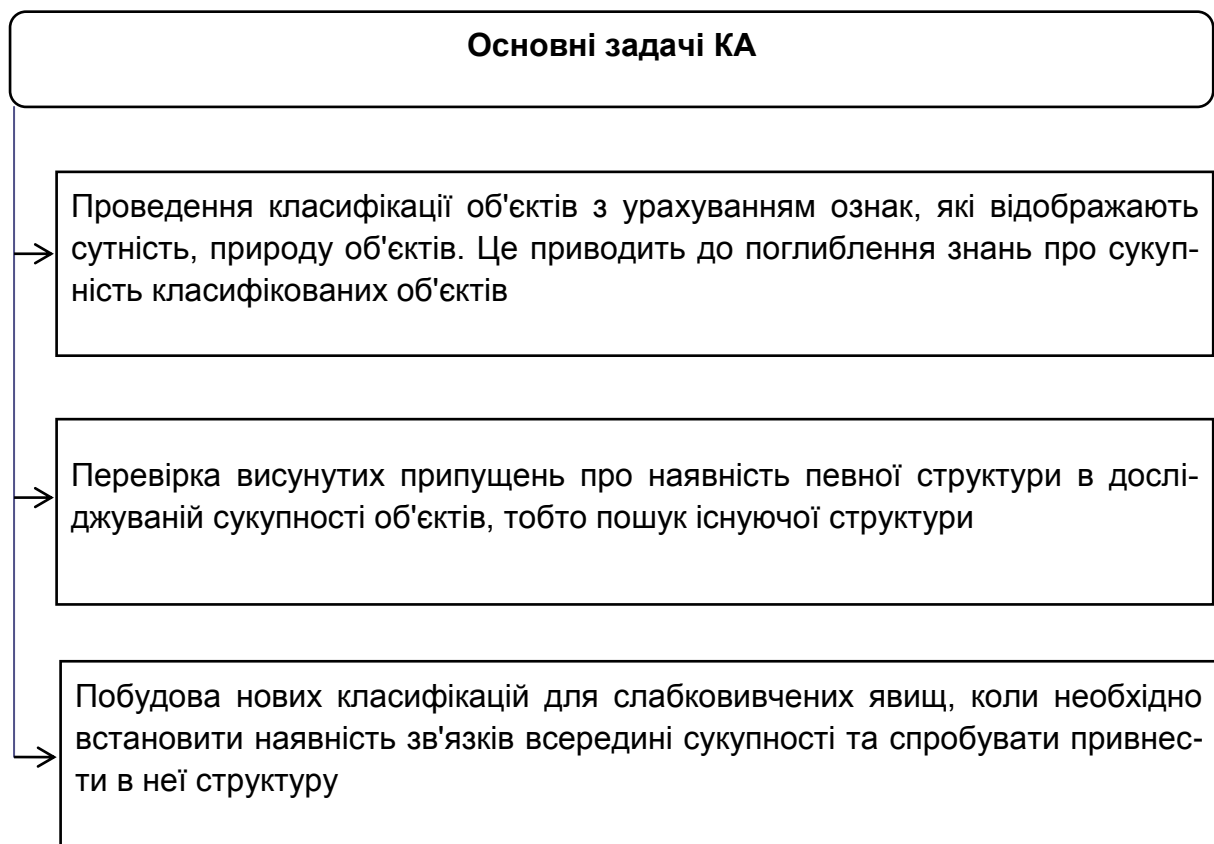 Основні задачі КА
Проведення класифікації об'єктів з урахуванням ознак, які відображають
сутність, природу об'єктів. Це приводить до поглиблення знань про сукуп-
ність класифікованих об'єктів
Перевірка висунутих припущень про наявність певної структури в дослі-
джуваній сукупності об'єктів, тобто пошук існуючої структури
Побудова нових класифікацій для слабковивчених явищ, коли необхідно
встановити наявність зв'язків всередині сукупності та спробувати привнес-
ти в неї структуру